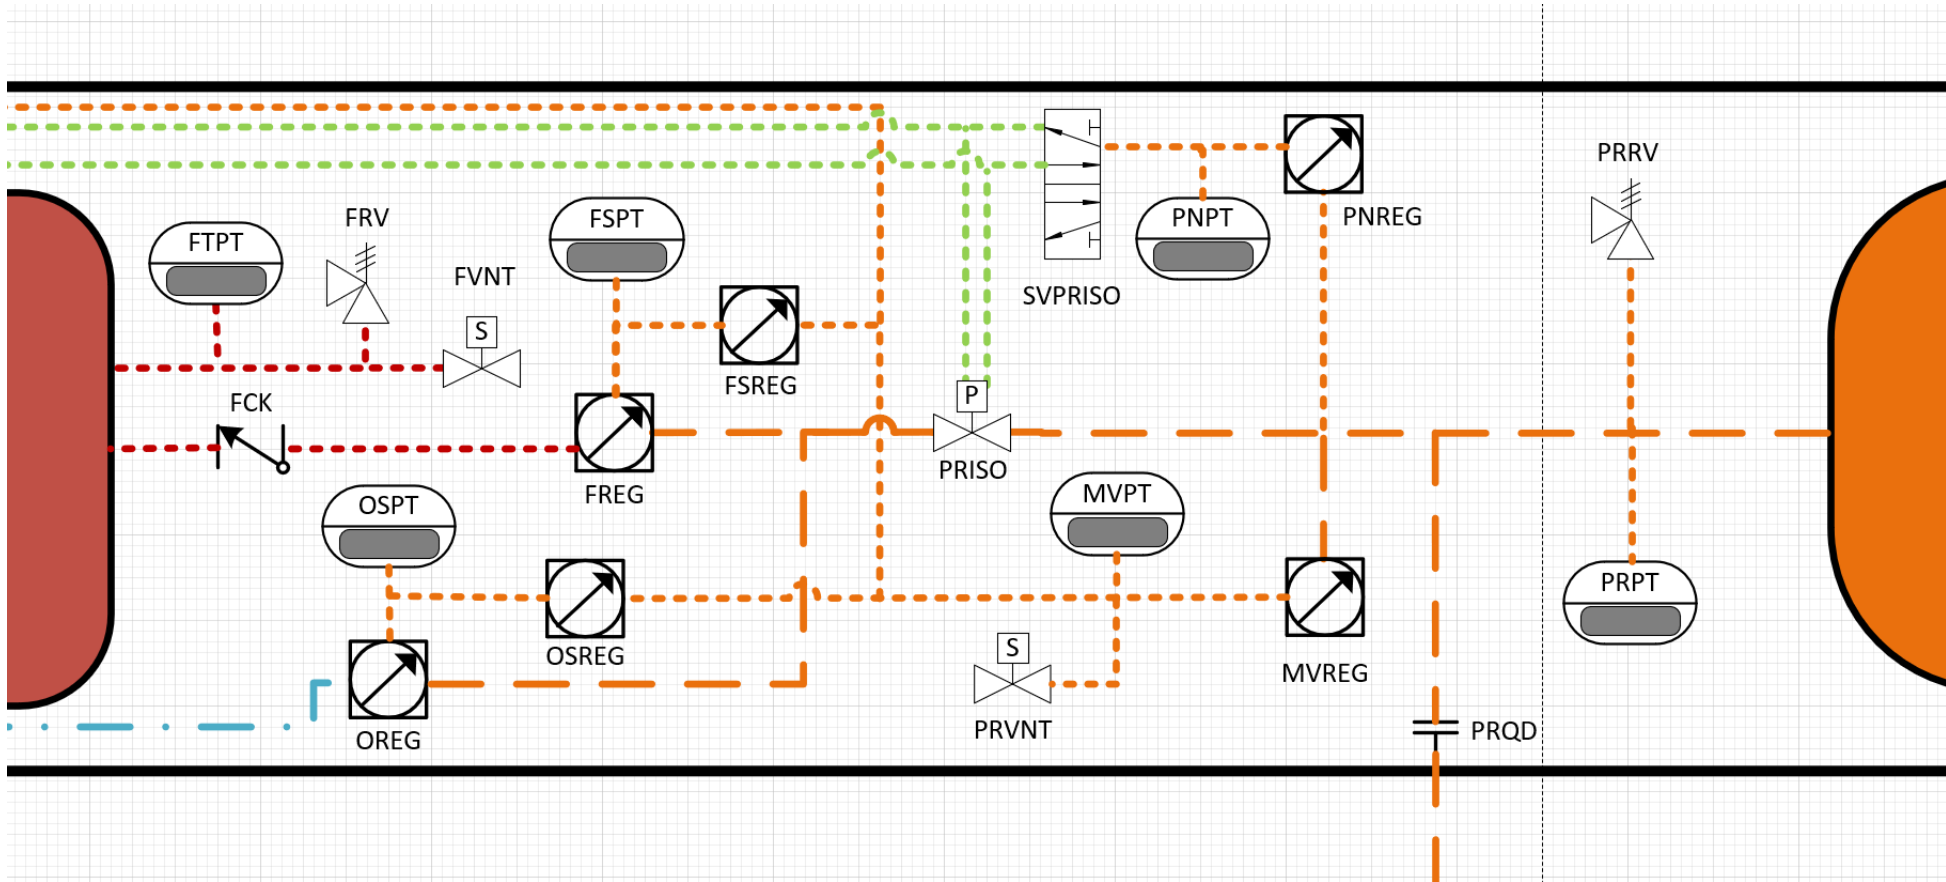 PRRV
FRV
FSPT
PNPT
PNREG
FTPT
FVNT
SVPRISO
S
FSREG
FCK
P
PRISO
FREG
MVPT
OSPT
PRPT
OSREG
S
MVREG
PRVNT
PRQD
OREG